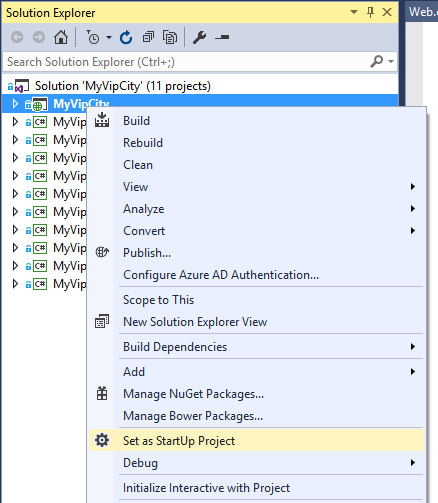 Solution Explorer
Web.
Search Solution Explorer (Ctrl+;)
Solution 'MyVipCity' (11 projects)
MyVipCity
MyVip
Build
MyVip
Rebuild
MyVip
Clean
MyVip
View
MyVip
Analyze
MyVip
Convert
MyVip
Publish...
MyVip
Configure Azure AD Authentication...
MyVip
Scope to This
MyVip
New Solution Explorer View
Build Dependencies
Add
Manage NuGet Packages...
Manage Bower Packages...
Set as StartUp Project
Debug
Initialize Interactive with Project